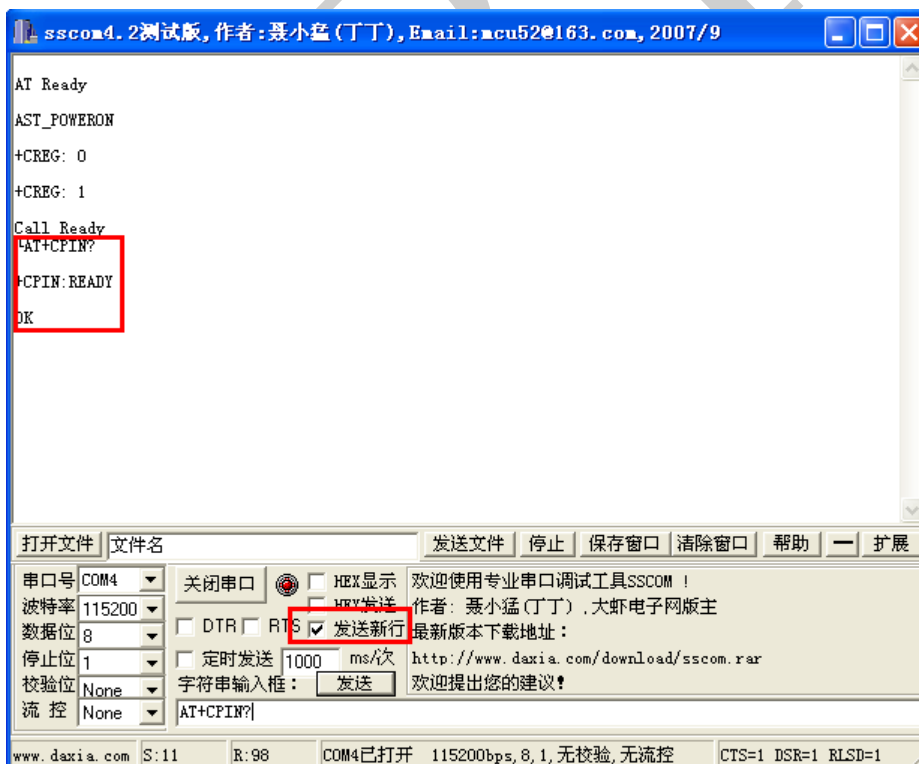 sscom4.2测试版,作者:聂小猛(丁丁),Email:mcu52@163.com,2007/9
AT Ready
AST_POWERON
+CREG: 0
+CREG: 1
Call Ready
AT+CPIN?
+CPIN:READY
OK
打开文件 文件名 发送文件 停止 保存窗口 清除窗口 帮助 一 扩展
串口号 COM4 关闭串口 HEX显示 欢迎使用专业串口调试工具SSCOM !
波特率 115200 HEX发送 作者: 聂小猛(丁丁) ,大虾电子网版主
数据位 8 DTR RTS 发送新行 最新版本下载地址:
停止位 1 定时发送 1000 ms/次 http://www.daxia.com/download/sscom.rar
校验位 None 字符串输入框: 发送 欢迎提出您的建议!
流 控 None AT+CPIN?
www.daxia.com S:11 R:98 COM4已打开 115200bps,8,1,无校验,无流控 CTS=1 DSR=1 RLSD=1